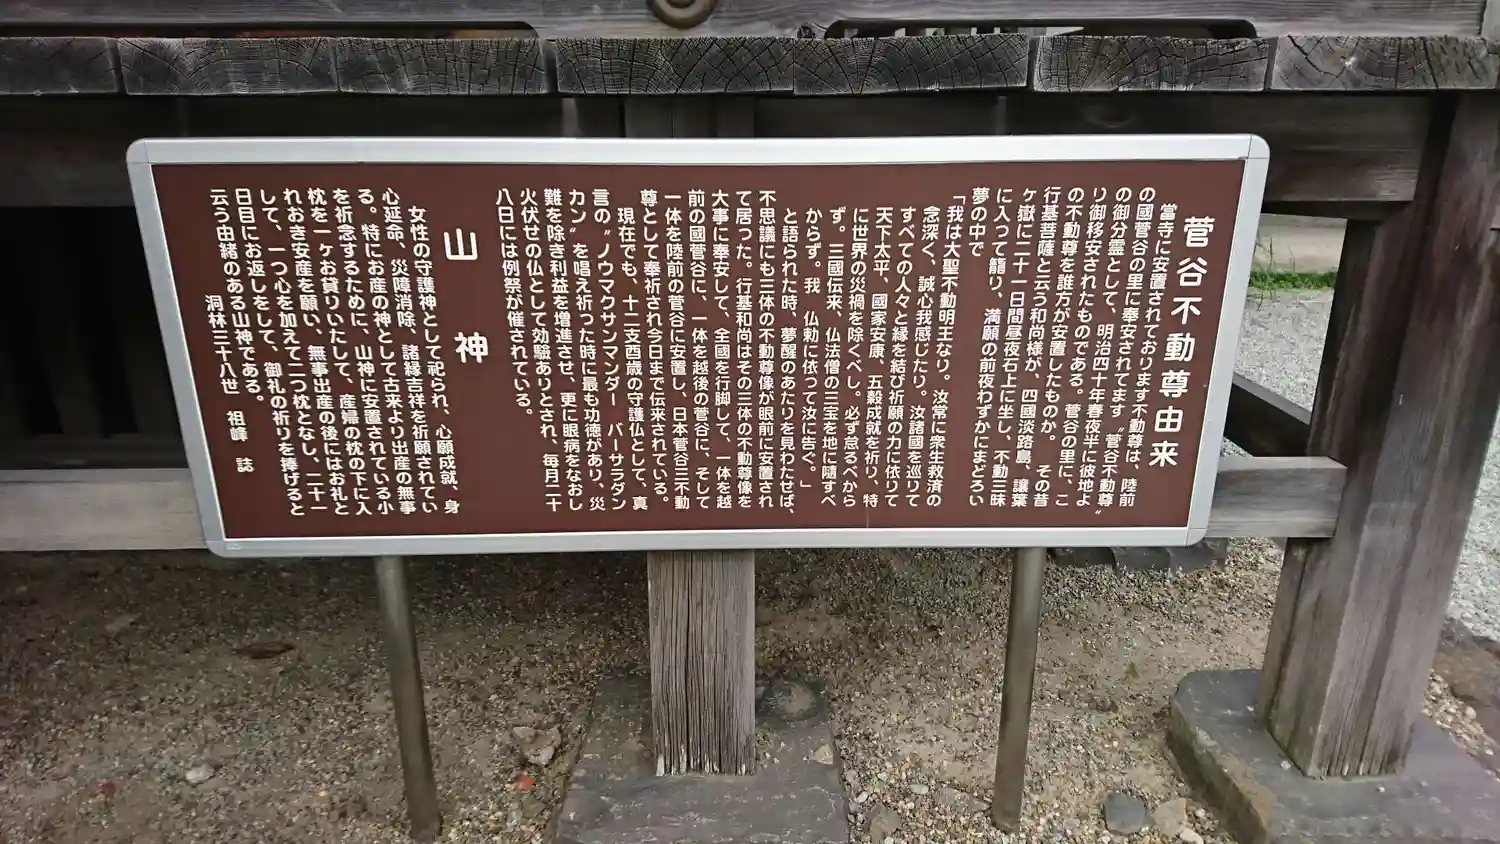 菅谷不動尊由来
當寺に安置されております不動尊は、陸前
の國菅谷の里に奉安されてます〝菅谷不動尊〟
の御分霊として、明治四十年春夜半に彼地よ
り御移安されたものである。菅谷の里に、こ
の不動尊を誰方が安置したものか。その昔
行基菩薩と云う和尚様が、四國淡路島、譲葉
ヶ嶽に二十一日間昼夜石上に坐し、不動三昧
に入って籠り、満願の前夜わずかにまどろい
夢の中で
「我は大聖不動明王なり。汝常に衆生救済の
念深く、誠心我感じたり。汝諸國を巡りて
すべての人々と縁を結び祈願の力に依りて
天下太平、國家安康、五穀成就を祈り、特
に世界の災禍を除くべし。必ず怠るべから
ず。三國伝来、仏法僧の三宝を地に隨すべ
からず。我 仏勅に依って汝に告ぐ。」
と語られた時、夢醒のあたりを見わたせば、
不思議にも三体の不動尊像が眼前に安置され
て居った。行基和尚はその三体の不動尊像を
大事に奉安して、全國を行脚して、一体を越
前の國菅谷に、一体を越後の菅谷に、そして
一体を陸前の菅谷に安置し、日本菅谷三不動
尊として奉祈され今日まで伝来されている。
現在でも、十二支酉歳の守護仏として、真
言の〝ノウマクサンマンダー バーサラダン
カン〟を唱え祈った時に最も功徳があり、災
難を除き利益を増進させ、更に眼病をなおし
火伏せの仏として効験ありとされ、毎月二十
八日には例祭が催されている。
山神
女性の守護神として祀られ、心願成就、身
心延命、災障消除、諸縁吉祥を祈願されてい
る。特にお産の神として古来より出産の無事
を祈念するために、山神に安置されている小
枕を一ヶお貸りいたして、産婦の枕の下に入
れおき安産を願い、無事出産の後にはお礼と
して、一つ心を加えて二つ枕となし、二十一
日目にお返しをして、御礼の祈りを捧げると
云う由緒のある山神である。
洞林三十八世 祖峰 誌